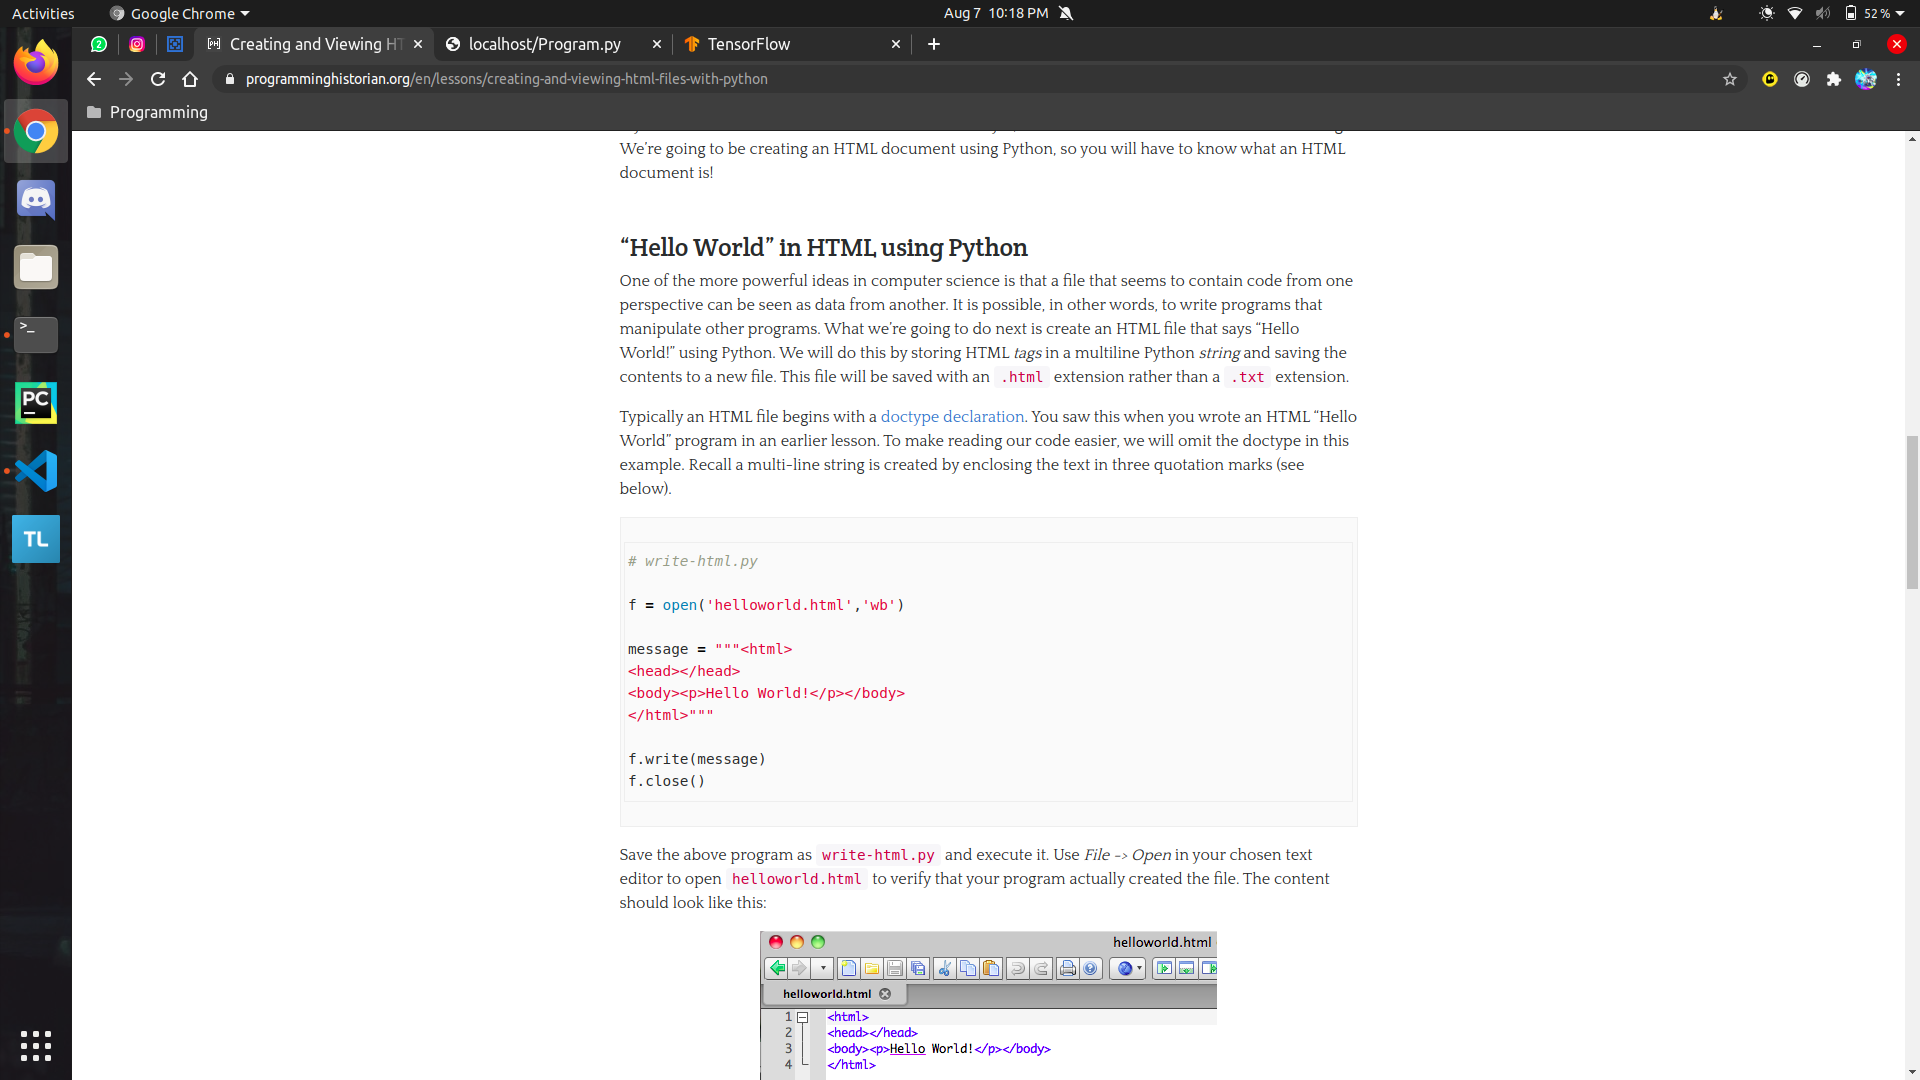 Activities
Google Chrome
Aug 7 10:18 PM
52 %
Creating and Viewing HT
localhost/Program.py
TensorFlow
programminghistorian.org/en/lessons/creating-and-viewing-html-files-with-python
Programming
We’re going to be creating an HTML document using Python, so you will have to know what an HTML
document is!
“Hello World” in HTML using Python
One of the more powerful ideas in computer science is that a file that seems to contain code from one
perspective can be seen as data from another. It is possible, in other words, to write programs that
manipulate other programs. What we’re going to do next is create an HTML file that says “Hello
World!” using Python. We will do this by storing HTML tags in a multiline Python string and saving the
contents to a new file. This file will be saved with an .html extension rather than a .txt extension.
Typically an HTML file begins with a doctype declaration. You saw this when you wrote an HTML “Hello
World” program in an earlier lesson. To make reading our code easier, we will omit the doctype in this
example. Recall a multi-line string is created by enclosing the text in three quotation marks (see
below).
# write-html.py
f = open('helloworld.html','wb')
message = """<html>
<head></head>
<body><p>Hello World!</p></body>
</html>"""
f.write(message)
f.close()
Save the above program as write-html.py and execute it. Use File -> Open in your chosen text
editor to open helloworld.html to verify that your program actually created the file. The content
should look like this:
helloworld.html
helloworld.html
1 <html>
2 <head></head>
3 <body><p>Hello World!</p></body>
4 </html>
>_
PC
TL